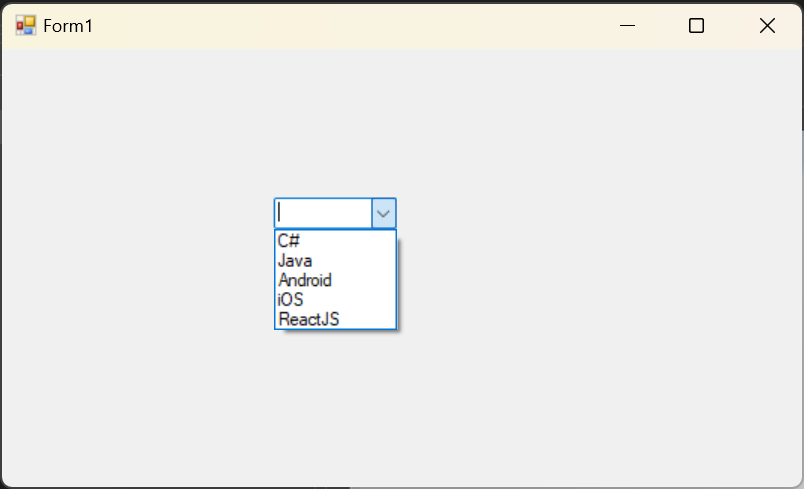 Form1
C#
Java
Android
iOS
ReactJS